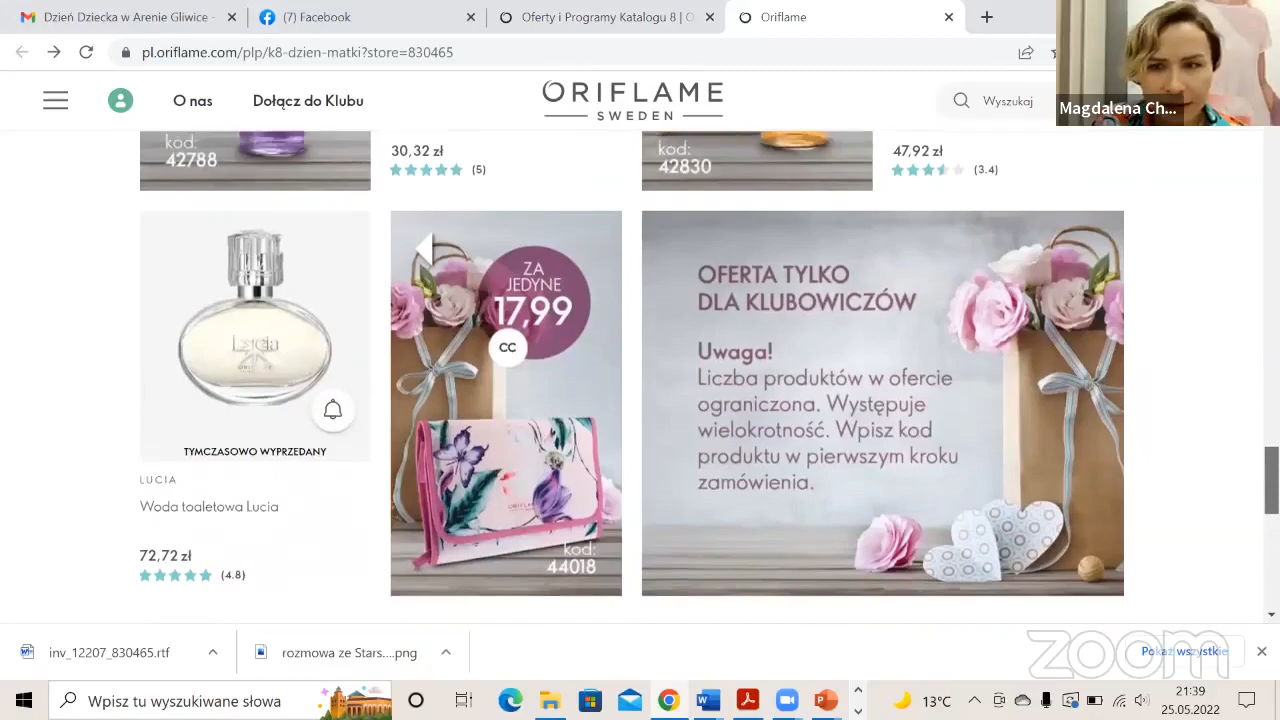 Dzień Dziecka w Arenie Gliwice -
(7) Facebook
Oferty i Programy Katalogu 8 | O
Oriflame
pl.oriflame.com/plp/k8-dzien-matki?store=830465
O nas
Dołącz do Klubu
ORIFLAME
SWEDEN
Wyszukaj
Magdalena Ch...
kod:
42788
30,32 zł
(5)
kod:
42830
47,92 zł
(3.4)
Lucia
TYMCZASOWO WYPRZEDANY
LUCIA
Woda toaletowa Lucia
72,72 zł
(4.8)
ZA
JEDYNE
17,99
CC
ORIFLAME
kod:
44018
OFERTA TYLKO
DLA KLUBOWICZÓW
Uwaga!
Liczba produktów w ofercie
ograniczona. Występuje
wielokrotność. Wpisz kod
produktu w pierwszym kroku
zamówienia.
inv_12207_830465.rtf
rozmowa ze Stars....png
Pokaż wszystkie
zoom
Wpisz tu wyszukiwane słowa
13°C
21:39
25.05.2022